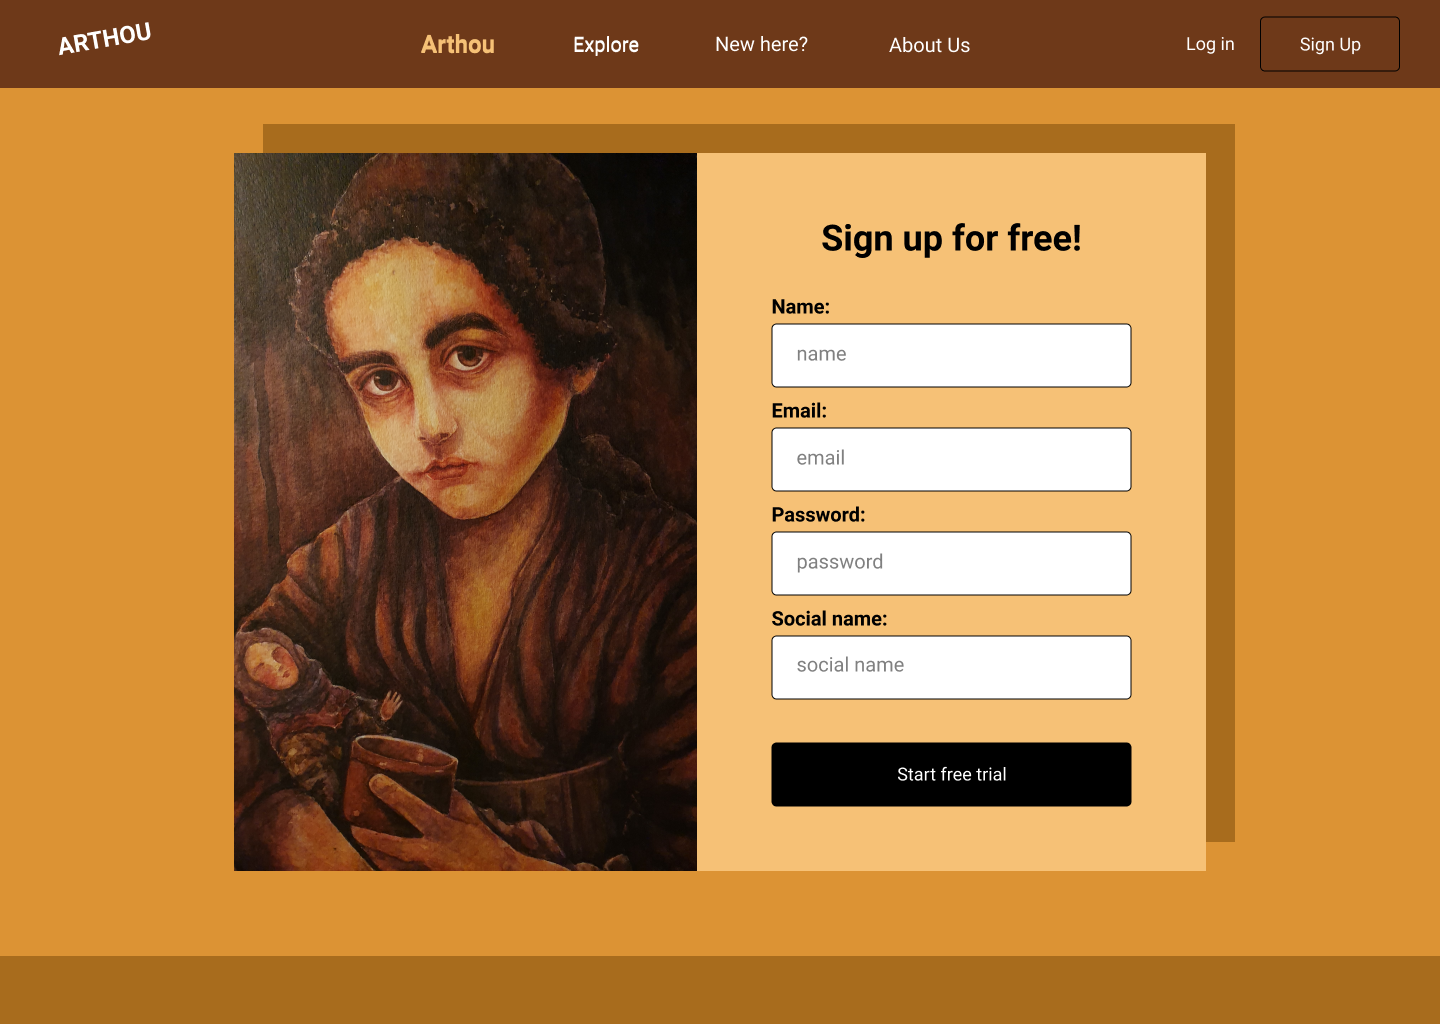 ARTHOU
Arthou
Explore
New here?
About Us
Log in
Sign Up
Sign up for free!
Name:
name
Email:
email
Password:
password
Social name:
social name
Start free trial